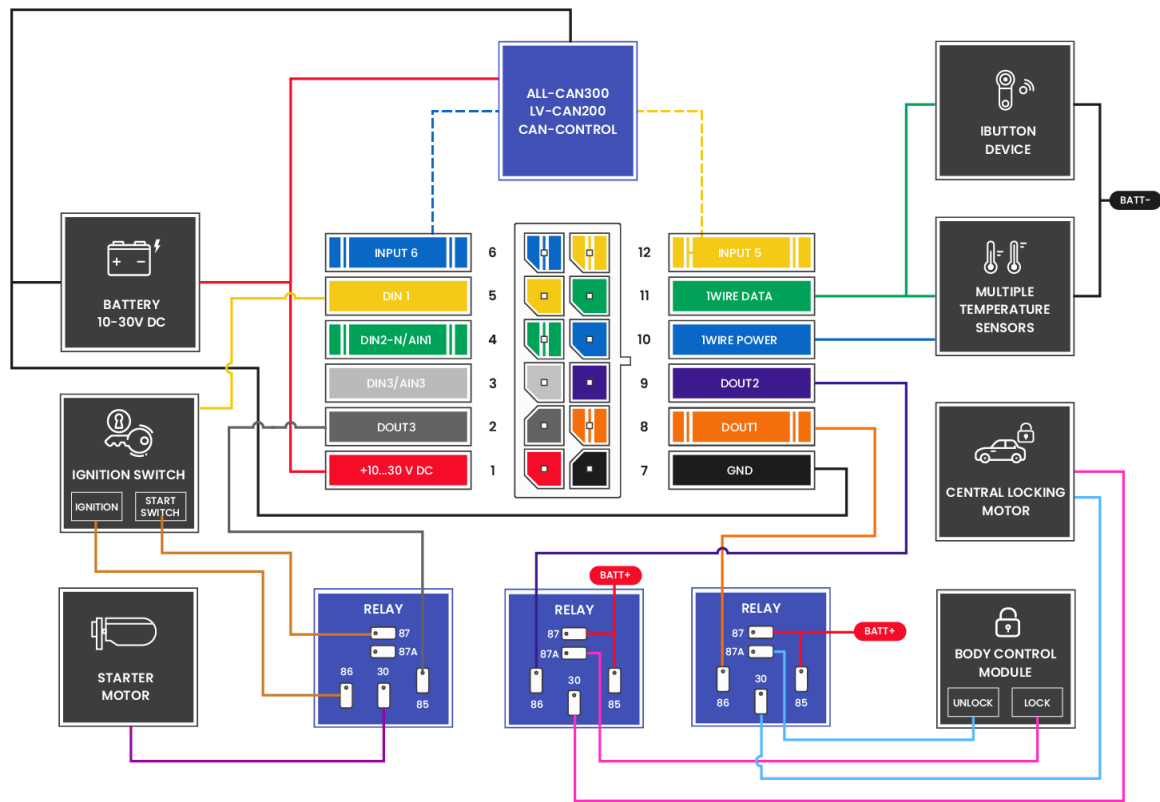 ALL-CAN300
LV-CAN200
CAN-CONTROL
IBUTTON
DEVICE
BATT-
BATTERY
10-30V DC
INPUT 6
6
12
INPUT 5
DIN 1
5
11
1WIRE DATA
DIN2-N/AIN1
4
10
1WIRE POWER
DIN3/AIN3
3
9
DOUT2
DOUT3
2
8
DOUT1
+10...30 V DC
1
7
GND
MULTIPLE
TEMPERATURE
SENSORS
IGNITION SWITCH
IGNITION
START
SWITCH
CENTRAL LOCKING
MOTOR
STARTER
MOTOR
RELAY
87
87A
86
30
85
BATT+
RELAY
87
87A
30
86
85
RELAY
87
BATT+
87A
30
86
85
BODY CONTROL
MODULE
UNLOCK
LOCK